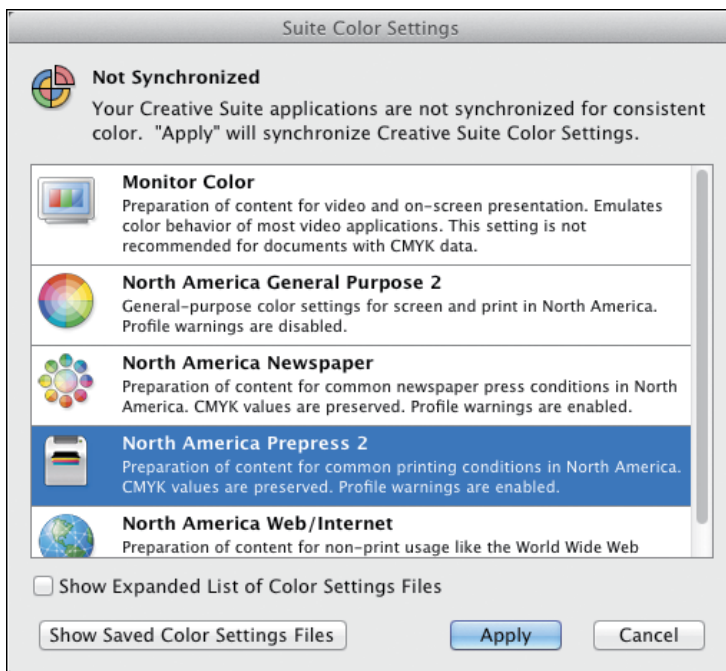 Suite Color Settings
Not Synchronized
Your Creative Suite applications are not synchronized for consistent
color. "Apply" will synchronize Creative Suite Color Settings.
Monitor Color
Preparation of content for video and on-screen presentation. Emulates
color behavior of most video applications. This setting is not
recommended for documents with CMYK data.
North America General Purpose 2
General-purpose color settings for screen and print in North America.
Profile warnings are disabled.
North America Newspaper
Preparation of content for common newspaper press conditions in North
America. CMYK values are preserved. Profile warnings are enabled.
North America Prepress 2
Preparation of content for common printing conditions in North America.
CMYK values are preserved. Profile warnings are enabled.
North America Web/Internet
Preparation of content for non-print usage like the World Wide Web
Show Expanded List of Color Settings Files
Show Saved Color Settings Files
Apply
Cancel